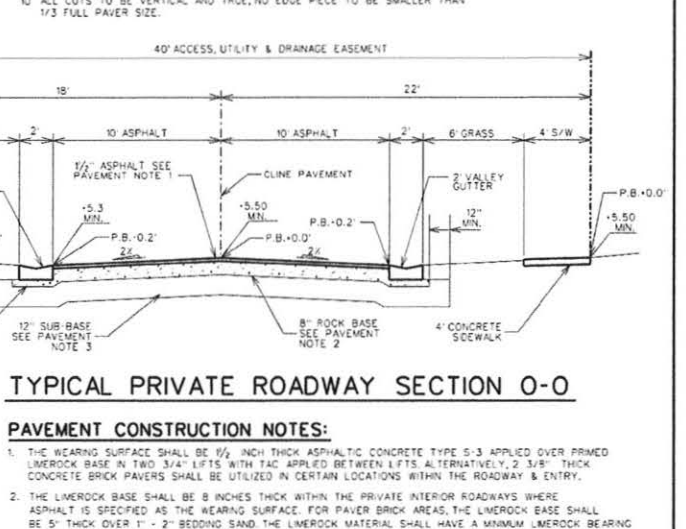 10 ALL CUTS TO BE VERTICAL AND TRUE, NO EDGE PIECE TO BE SMALLER THAN
1/3 FULL PAVER SIZE.
40' ACCESS, UTILITY & DRAINAGE EASEMENT
18'
22'
2'
10' ASPHALT
10' ASPHALT
2'
6' GRASS
4' S/W
1½" ASPHALT SEE
PAVEMENT NOTE 1
CLINE PAVEMENT
2' VALLEY
GUTTER
P.B.+0.0'
+5.3
MIN.
+5.50
MIN.
P.B.-0.2'
12"
MIN.
+5.50
MIN.
P.B.-0.2'
P.B.+0.0'
2%
2%
12" SUB-BASE
SEE PAVEMENT
NOTE 3
8" ROCK BASE
SEE PAVEMENT
NOTE 2
4' CONCRETE
SIDEWALK
TYPICAL PRIVATE ROADWAY SECTION O-O
PAVEMENT CONSTRUCTION NOTES:
1. THE WEARING SURFACE SHALL BE 1½ INCH THICK ASPHALTIC CONCRETE TYPE S-3 APPLIED OVER PRIMED
LIMEROCK BASE IN TWO 3/4" LIFTS WITH TAC APPLIED BETWEEN LIFTS. ALTERNATIVELY, 2 3/8" THICK
CONCRETE BRICK PAVERS SHALL BE UTILIZED IN CERTAIN LOCATIONS WITHIN THE ROADWAY & ENTRY.
2. THE LIMEROCK BASE SHALL BE 8 INCHES THICK WITHIN THE PRIVATE INTERIOR ROADWAYS WHERE
ASPHALT IS SPECIFIED AS THE WEARING SURFACE. FOR PAVER BRICK AREAS, THE LIMEROCK BASE SHALL
BE 5" THICK OVER 1" - 2" BEDDING SAND. THE LIMEROCK MATERIAL SHALL HAVE A MINIMUM LIMEROCK BEARING